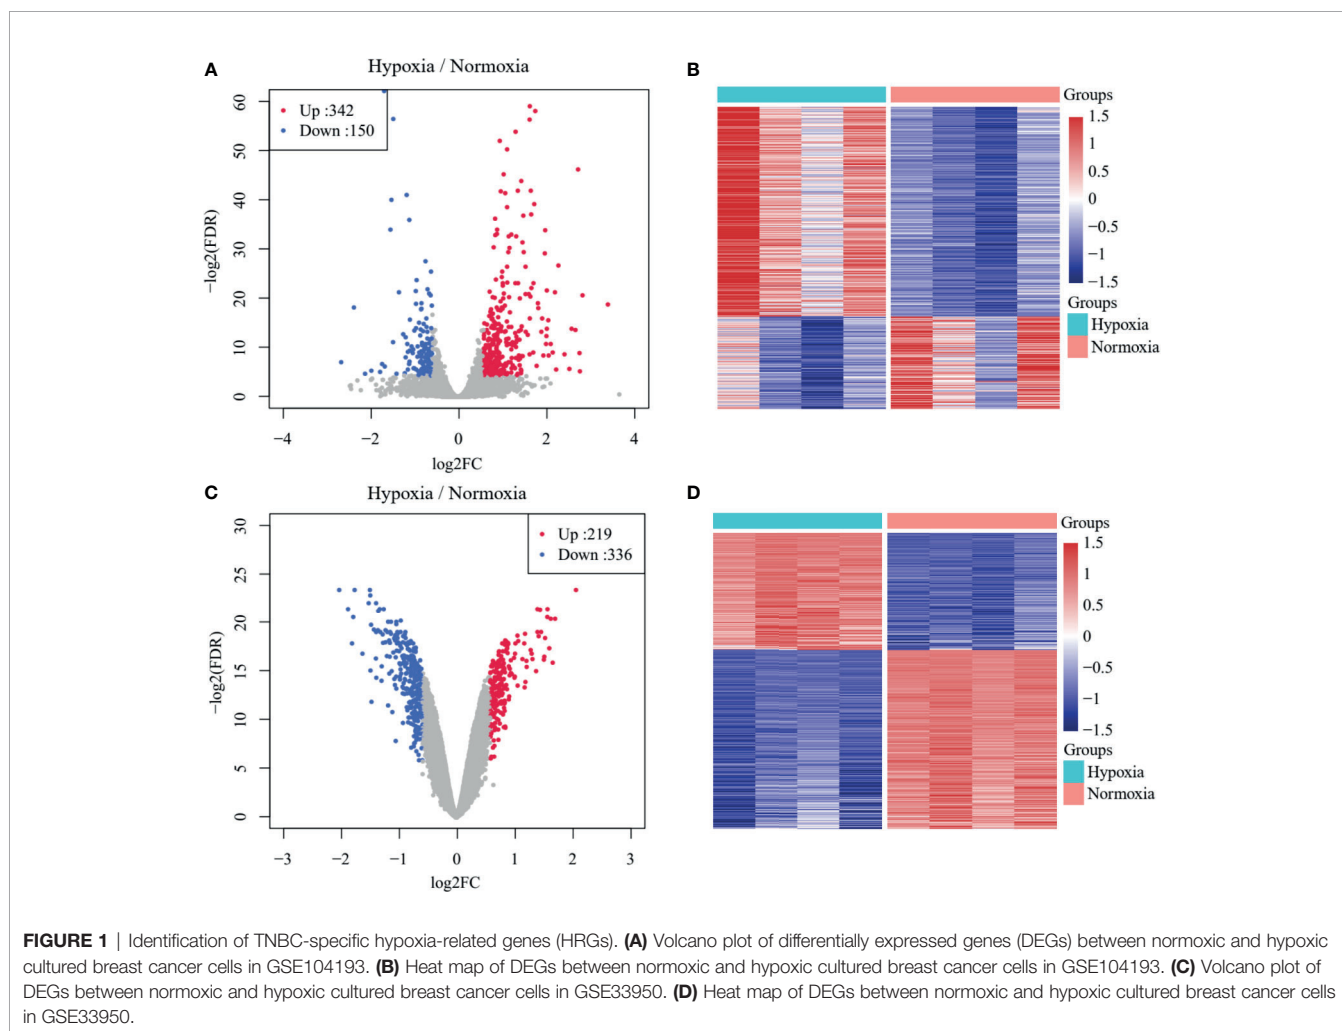 A
Hypoxia / Normoxia
Up :342
Down :150
60
50
40
30
20
10
0
−log2(FDR)
−4
−2
0
2
4
log2FC
B
Groups
1.5
1
0.5
0
−0.5
−1
−1.5
Groups
Hypoxia
Normoxia
C
Hypoxia / Normoxia
Up :219
Down :336
30
25
20
15
10
5
0
−log2(FDR)
−3
−2
−1
0
1
2
3
log2FC
D
Groups
1.5
1
0.5
0
−0.5
−1
−1.5
Groups
Hypoxia
Normoxia
FIGURE 1 | Identification of TNBC-specific hypoxia-related genes (HRGs). (A) Volcano plot of differentially expressed genes (DEGs) between normoxic and hypoxic
cultured breast cancer cells in GSE104193. (B) Heat map of DEGs between normoxic and hypoxic cultured breast cancer cells in GSE104193. (C) Volcano plot of
DEGs between normoxic and hypoxic cultured breast cancer cells in GSE33950. (D) Heat map of DEGs between normoxic and hypoxic cultured breast cancer cells
in GSE33950.